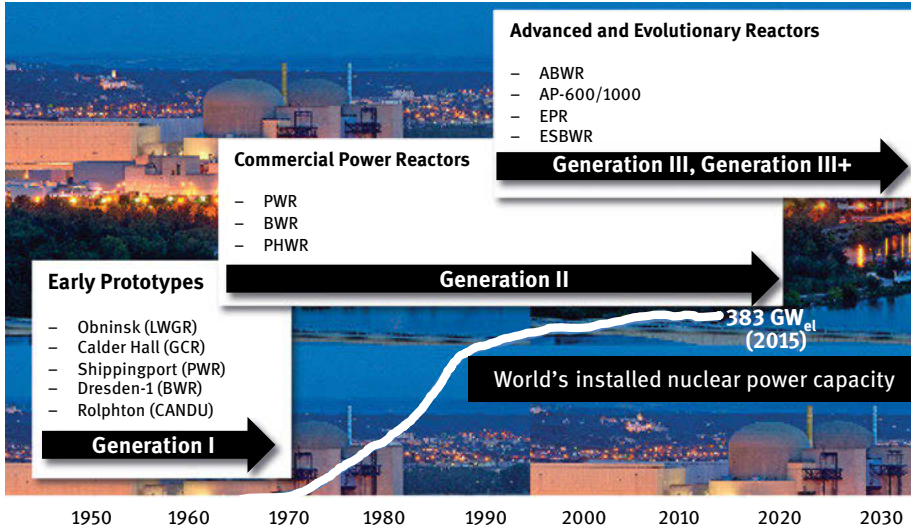 Advanced and Evolutionary Reactors
– ABWR
– AP-600/1000
– EPR
– ESBWR
Generation III, Generation III+
Commercial Power Reactors
– PWR
– BWR
– PHWR
Generation II
Early Prototypes
– Obninsk (LWGR)
– Calder Hall (GCR)
– Shippingport (PWR)
– Dresden-1 (BWR)
– Rolphton (CANDU)
Generation I
383 GWel
(2015)
World's installed nuclear power capacity
1950 1960 1970 1980 1990 2000 2010 2020 2030